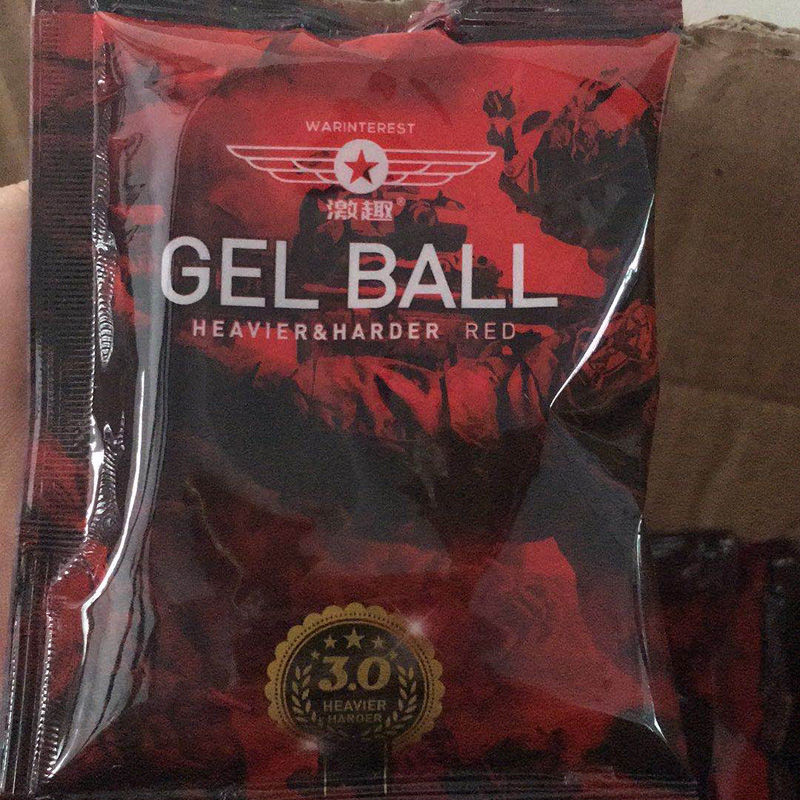 WARINTEREST
激趣®
GEL BALL
HEAVIER&HARDER RED
3.0
HEAVIER
HARDER